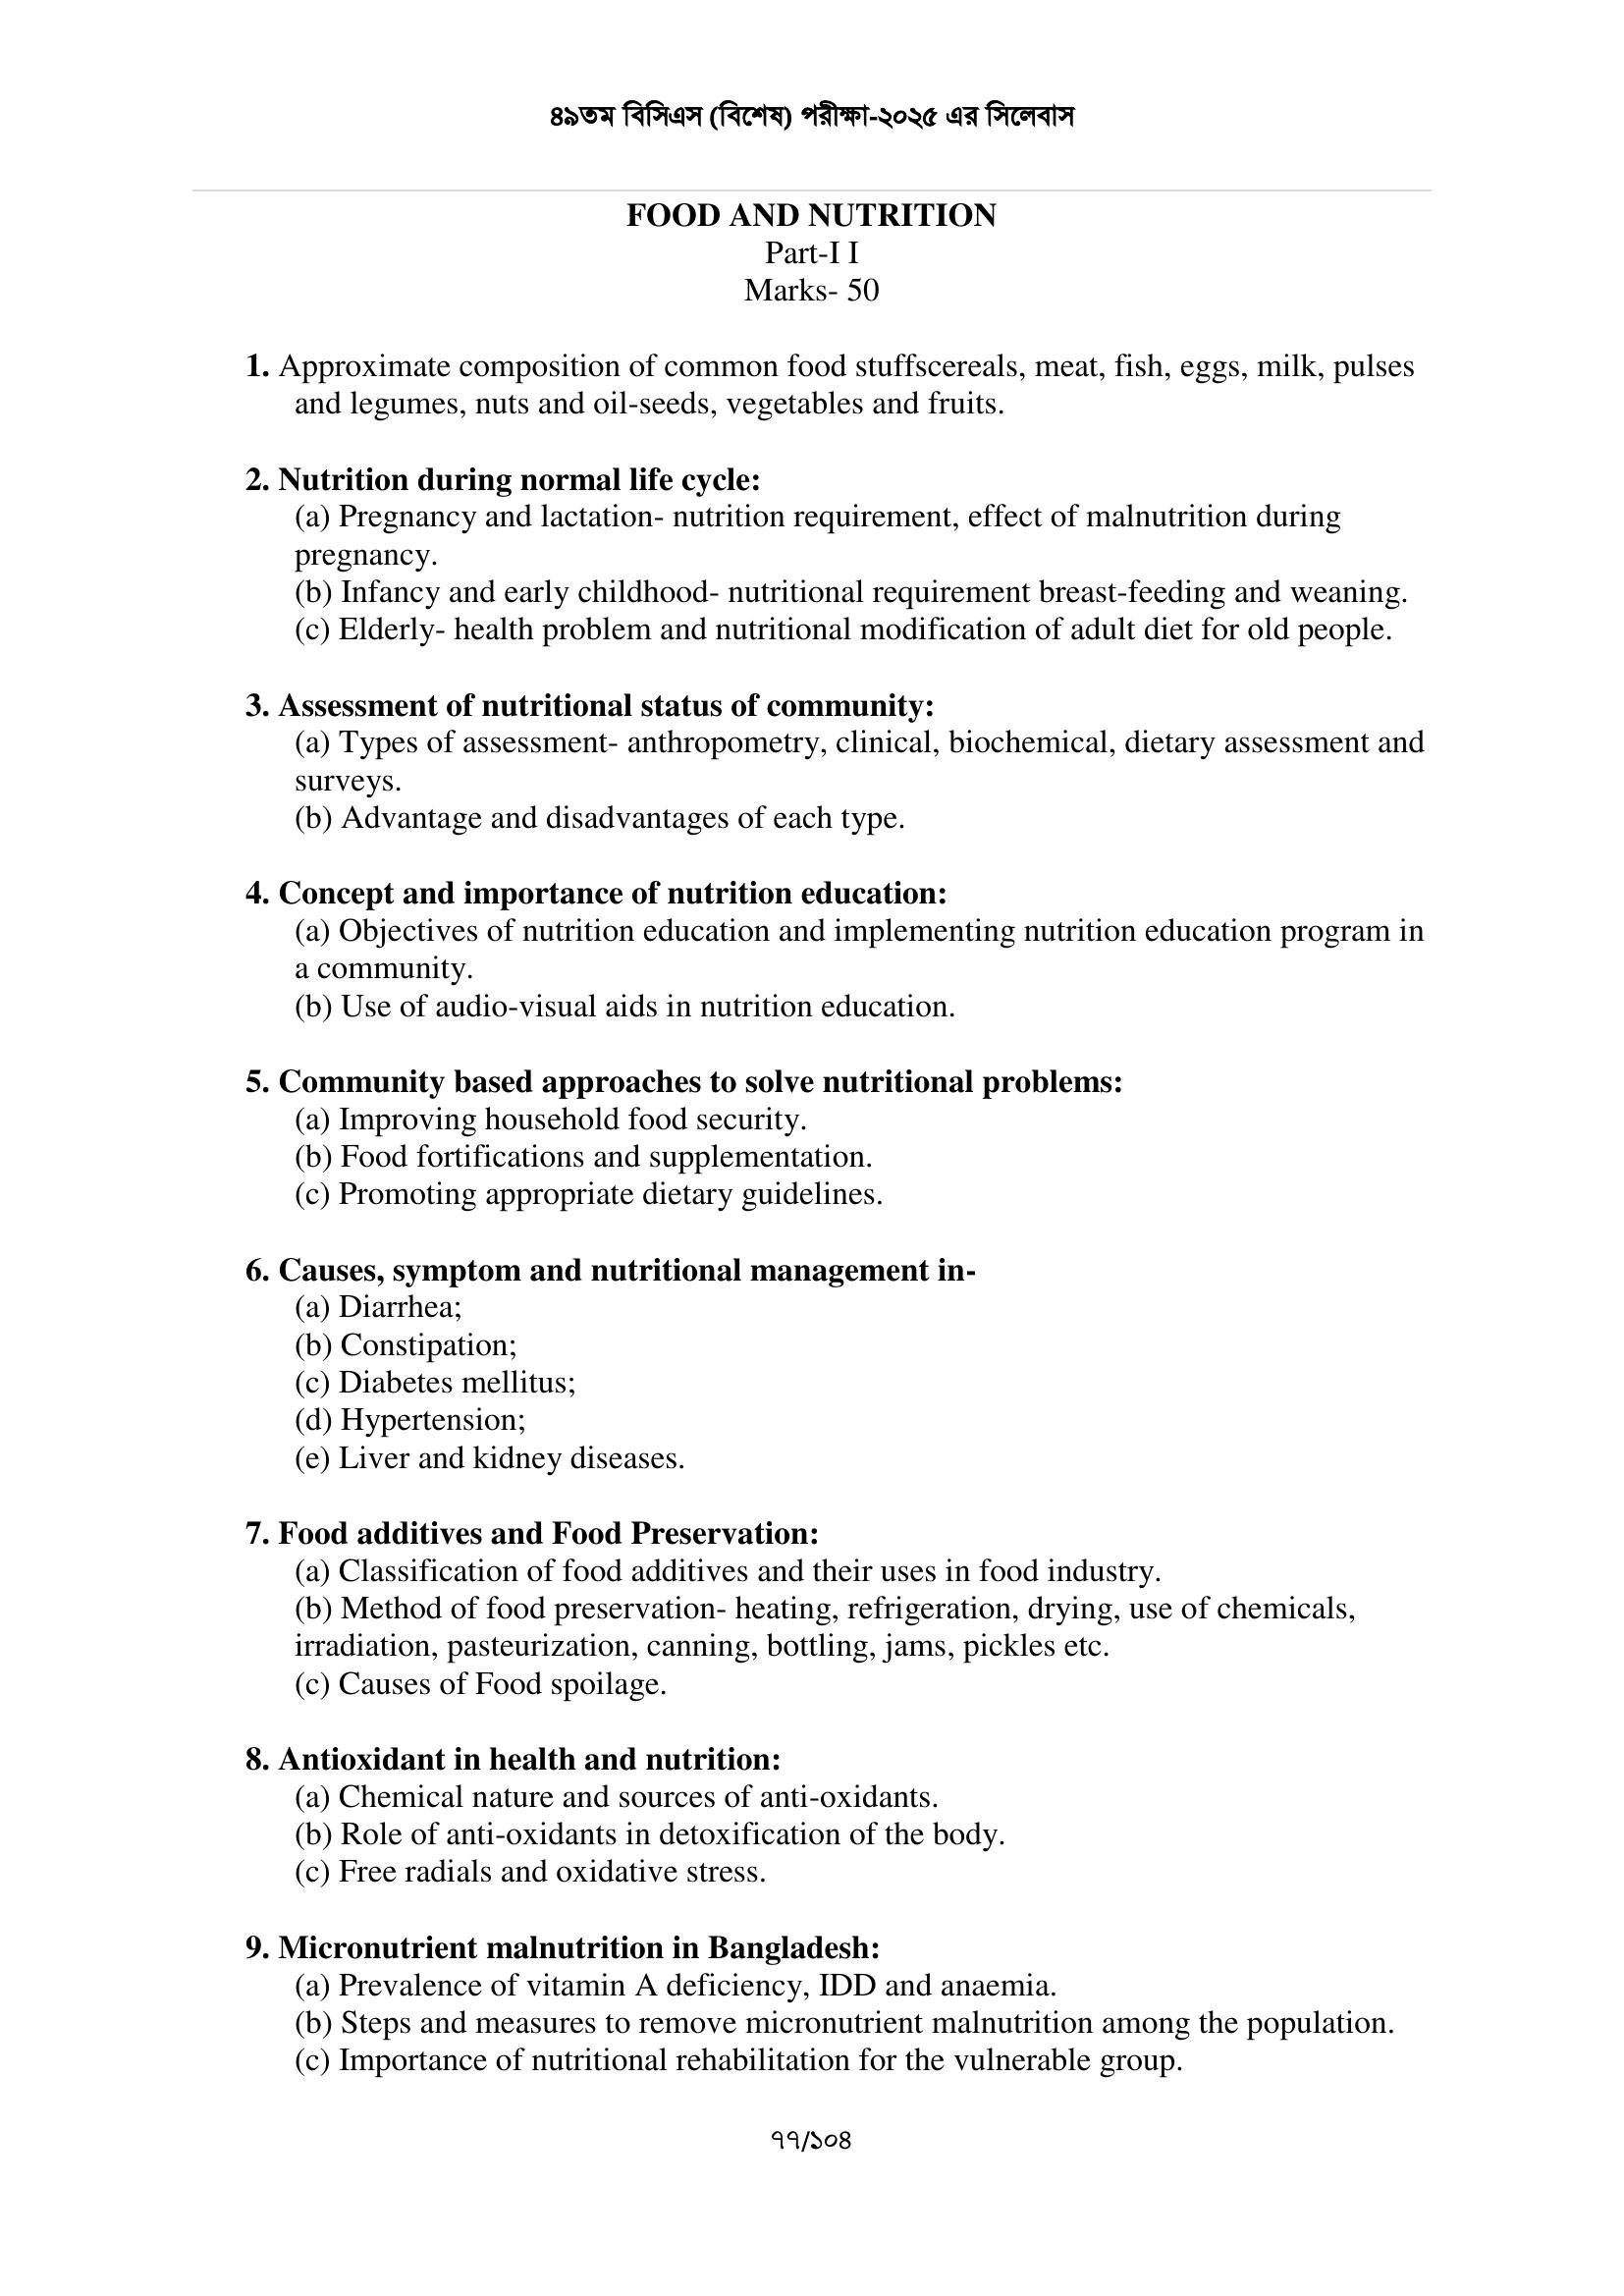 ৪৯তম বিসিএস (বিশেষ) পরীক্ষা-২০২৫ এর সিলেবাস
FOOD AND NUTRITION
Part-I I
Marks- 50
1. Approximate composition of common food stuffscereals, meat, fish, eggs, milk, pulses
and legumes, nuts and oil-seeds, vegetables and fruits.
2. Nutrition during normal life cycle:
(a) Pregnancy and lactation- nutrition requirement, effect of malnutrition during
pregnancy.
(b) Infancy and early childhood- nutritional requirement breast-feeding and weaning.
(c) Elderly- health problem and nutritional modification of adult diet for old people.
3. Assessment of nutritional status of community:
(a) Types of assessment- anthropometry, clinical, biochemical, dietary assessment and
surveys.
(b) Advantage and disadvantages of each type.
4. Concept and importance of nutrition education:
(a) Objectives of nutrition education and implementing nutrition education program in
a community.
(b) Use of audio-visual aids in nutrition education.
5. Community based approaches to solve nutritional problems:
(a) Improving household food security.
(b) Food fortifications and supplementation.
(c) Promoting appropriate dietary guidelines.
6. Causes, symptom and nutritional management in-
(a) Diarrhea;
(b) Constipation;
(c) Diabetes mellitus;
(d) Hypertension;
(e) Liver and kidney diseases.
7. Food additives and Food Preservation:
(a) Classification of food additives and their uses in food industry.
(b) Method of food preservation- heating, refrigeration, drying, use of chemicals,
irradiation, pasteurization, canning, bottling, jams, pickles etc.
(c) Causes of Food spoilage.
8. Antioxidant in health and nutrition:
(a) Chemical nature and sources of anti-oxidants.
(b) Role of anti-oxidants in detoxification of the body.
(c) Free radials and oxidative stress.
9. Micronutrient malnutrition in Bangladesh:
(a) Prevalence of vitamin A deficiency, IDD and anaemia.
(b) Steps and measures to remove micronutrient malnutrition among the population.
(c) Importance of nutritional rehabilitation for the vulnerable group.
৭৭/১০৪